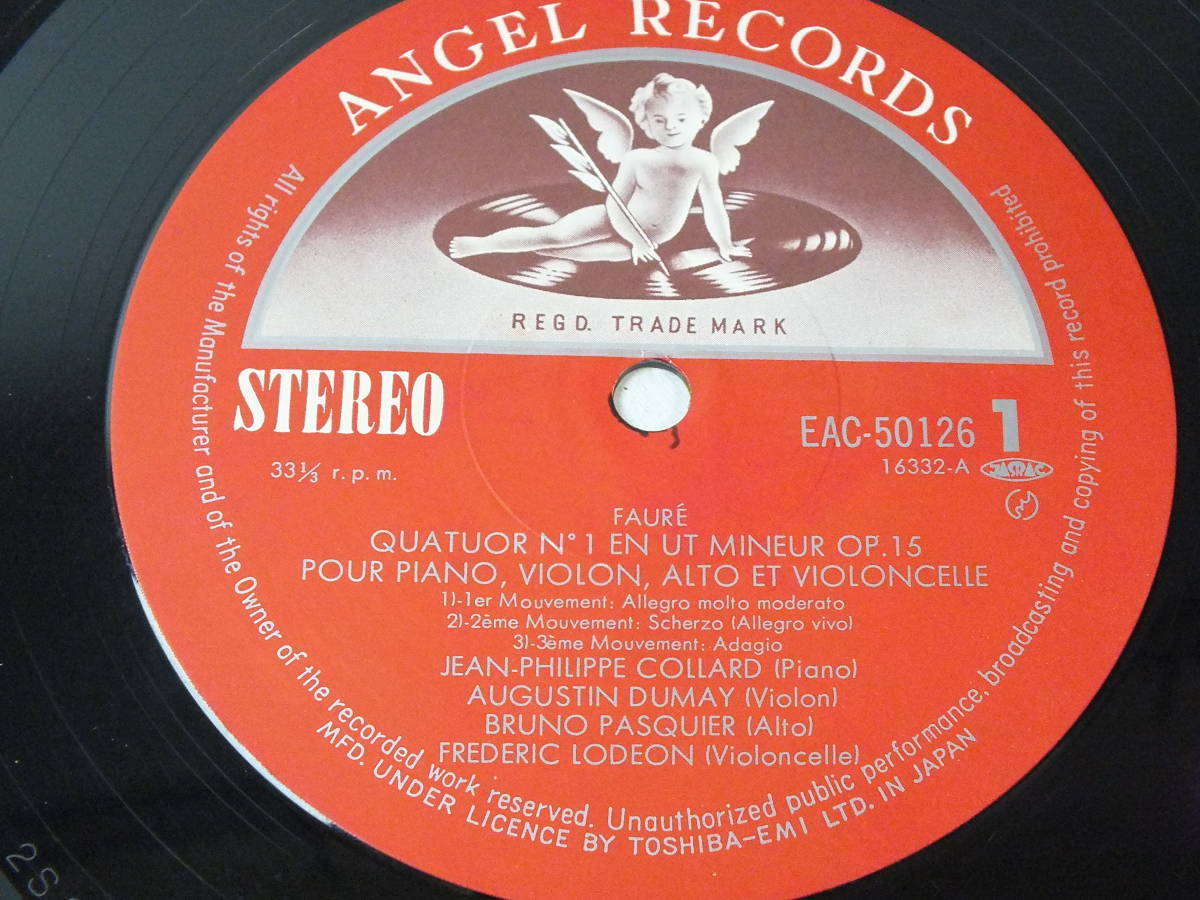 ANGEL RECORDS
REGD. TRADE MARK
STEREO
33 1/3 r.p.m.
EAC-50126 1
16332-A JASRAC
FAURÉ
QUATUOR N°1 EN UT MINEUR OP.15
POUR PIANO, VIOLON, ALTO ET VIOLONCELLE
1)-1er Mouvement: Allegro molto moderato
2)-2ème Mouvement: Scherzo (Allegro vivo)
3)-3ème Mouvement: Adagio
JEAN-PHILIPPE COLLARD (Piano)
AUGUSTIN DUMAY (Violon)
BRUNO PASQUIER (Alto)
FREDERIC LODEON (Violoncelle)
All rights of the Manufacturer and of the Owner of the recorded work reserved. Unauthorized public performance, broadcasting and copying of this record prohibited
MFD. UNDER LICENCE BY TOSHIBA-EMI LTD. IN JAPAN
2S